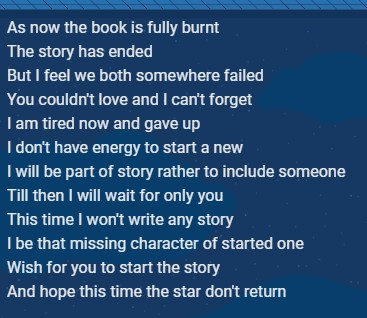 As now the book is fully burnt
The story has ended
But I feel we both somewhere failed
You couldn't love and I can't forget
I am tired now and gave up
I don't have energy to start a new
I will be part of story rather to include someone
Till then I will wait for only you
This time I won't write any story
I be that missing character of started one
Wish for you to start the story
And hope this time the star don't return